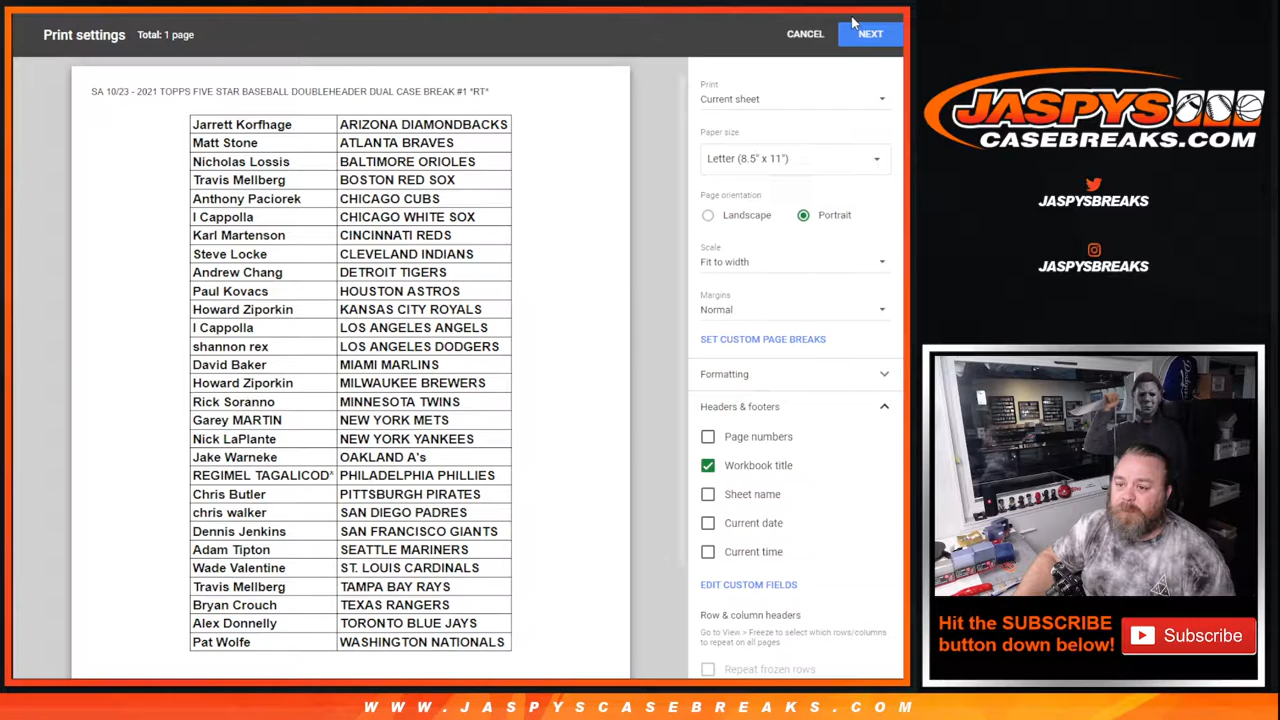 Print settings Total: 1 page CANCEL NEXT
SA 10/23 - 2021 TOPPS FIVE STAR BASEBALL DOUBLEHEADER DUAL CASE BREAK #1 *RT*
Jarrett Korfhage ARIZONA DIAMONDBACKS
Matt Stone ATLANTA BRAVES
Nicholas Lossis BALTIMORE ORIOLES
Travis Mellberg BOSTON RED SOX
Anthony Paciorek CHICAGO CUBS
I Cappolla CHICAGO WHITE SOX
Karl Martenson CINCINNATI REDS
Steve Locke CLEVELAND INDIANS
Andrew Chang DETROIT TIGERS
Paul Kovacs HOUSTON ASTROS
Howard Ziporkin KANSAS CITY ROYALS
I Cappolla LOS ANGELES ANGELS
shannon rex LOS ANGELES DODGERS
David Baker MIAMI MARLINS
Howard Ziporkin MILWAUKEE BREWERS
Rick Soranno MINNESOTA TWINS
Garey MARTIN NEW YORK METS
Nick LaPlante NEW YORK YANKEES
Jake Warneke OAKLAND A's
REGIMEL TAGALICOD* PHILADELPHIA PHILLIES
Chris Butler PITTSBURGH PIRATES
chris walker SAN DIEGO PADRES
Dennis Jenkins SAN FRANCISCO GIANTS
Adam Tipton SEATTLE MARINERS
Wade Valentine ST. LOUIS CARDINALS
Travis Mellberg TAMPA BAY RAYS
Bryan Crouch TEXAS RANGERS
Alex Donnelly TORONTO BLUE JAYS
Pat Wolfe WASHINGTON NATIONALS
Print
Current sheet
Paper size
Letter (8.5" x 11")
Page orientation
Landscape Portrait
Scale
Fit to width
Margins
Normal
SET CUSTOM PAGE BREAKS
Formatting
Headers & footers
Page numbers
Workbook title
Sheet name
Current date
Current time
EDIT CUSTOM FIELDS
Row & column headers
Go to View > Freeze to select which rows/columns
to repeat on all pages
Repeat frozen rows
JASPYS
CASEBREAKS.COM
JASPYSBREAKS
JASPYSBREAKS
Hit the SUBSCRIBE
button down below!
Subscribe
WWW.JASPYSCASEBREAKS.COM